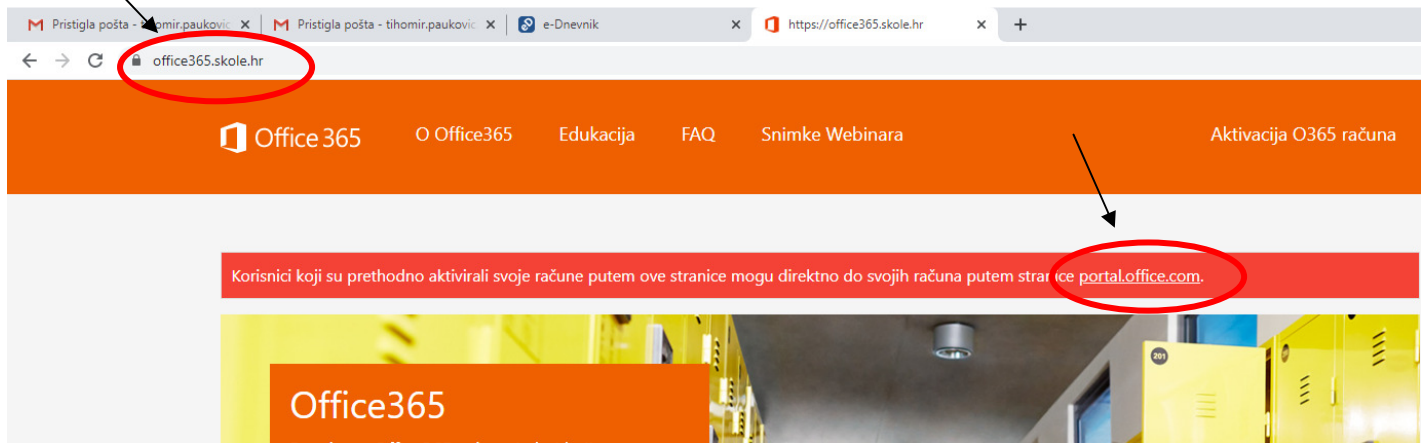 Pristigla pošta - tihomir.paukovic
Pristigla pošta - tihomir.paukovic
e-Dnevnik
https://office365.skole.hr
office365.skole.hr
Office 365
O Office365
Edukacija
FAQ
Snimke Webinara
Aktivacija O365 računa
Korisnici koji su prethodno aktivirali svoje račune putem ove stranice mogu direktno do svojih računa putem stranice portal.office.com.
201
Office365